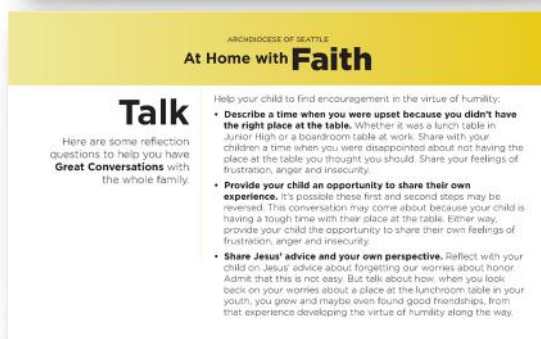 ARCHDIOCESE OF SEATTLE
At Home with Faith
Talk
Here are some reflection
questions to help you have
Great Conversations with
the whole family.
Help your child to find encouragement in the virtue of humility:
• Describe a time when you were upset because you didn't have
the right place at the table. Whether it was a lunch table in
Junior High or a boardroom table at work. Share with your
children a time when you were disappointed about not having the
place at the table you thought you should. Share your feelings of
frustration, anger and insecurity.
• Provide your child an opportunity to share their own
experience. It's possible these first and second steps may be
reversed. This conversation may come about because your child is
having a tough time with their place at the table. Either way,
provide your child the opportunity to share their own feelings of
frustration, anger and insecurity.
• Share Jesus' advice and your own perspective. Reflect with your
child on Jesus' advice about forgetting our worries about honor.
Admit that this is not easy. But talk about how, when you look
back on your worries about a place at the lunchroom table in your
youth, you grew and maybe even found good friendships, from
that experience developing the virtue of humility along the way.